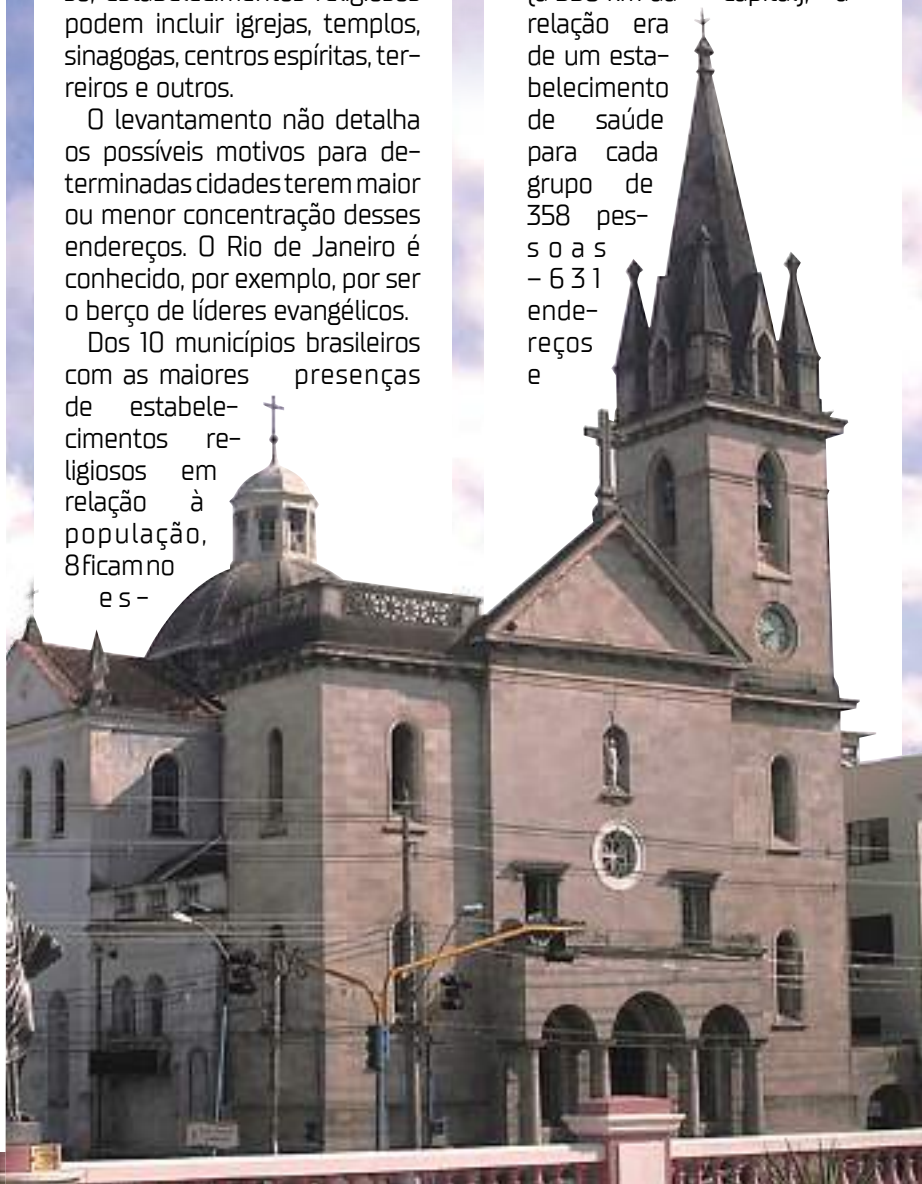 podem incluir igrejas, templos,
sinagogas, centros espíritas, ter-
reiros e outros.
O levantamento não detalha
os possíveis motivos para de-
terminadas cidades terem maior
ou menor concentração desses
endereços. O Rio de Janeiro é
conhecido, por exemplo, por ser
o berço de líderes evangélicos.
Dos 10 municípios brasileiros
com as maiores presenças
de estabele-
cimentos re-
ligiosos em
relação à
população,
8 ficam no
es-
relação era
de um esta-
belecimento
de saúde
para cada
grupo de
358 pes-
soas
-631
ende-
reços
e